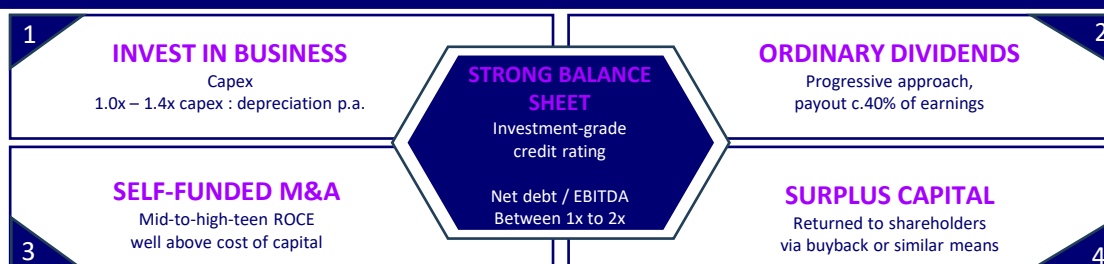 1
INVEST IN BUSINESS
Capex
1.0x – 1.4x capex : depreciation p.a.
2
ORDINARY DIVIDENDS
Progressive approach,
payout c.40% of earnings
STRONG BALANCE
SHEET
Investment-grade
credit rating
Net debt / EBITDA
Between 1x to 2x
3
SELF-FUNDED M&A
Mid-to-high-teen ROCE
well above cost of capital
4
SURPLUS CAPITAL
Returned to shareholders
via buyback or similar means